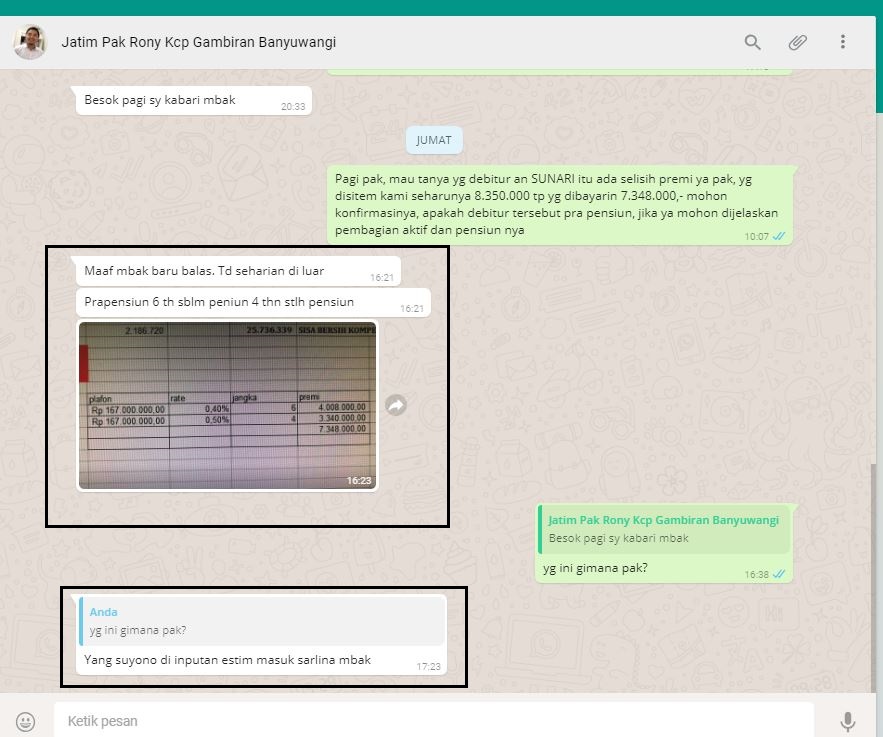 Jatim Pak Rony Kcp Gambiran Banyuwangi
Besok pagi sy kabari mbak
20:33
JUMAT
Pagi pak, mau tanya yg debitur an SUNARI itu ada selisih premi ya pak, yg
disitem kami seharunya 8.350.000 tp yg dibayarin 7.348.000,- mohon
konfirmasinya, apakah debitur tersebut pra pensiun, jika ya mohon dijelaskan
pembagian aktif dan pensiun nya
10:07
Maaf mbak baru balas. Td seharian di luar
16:21
Prapensiun 6 th sblm peniun 4 thn stlh pensiun
16:21
2.186.720 25.736.339 SISA BERSIH KOMPE
plafon rate jangka premi
Rp 167.000.000,00 0,40% 6 4.008.000,00
Rp 167.000.000,00 0,50% 4 3.340.000,00
7.348.000,00
16:23
Jatim Pak Rony Kcp Gambiran Banyuwangi
Besok pagi sy kabari mbak
yg ini gimana pak?
16:38
Anda
yg ini gimana pak?
Yang suyono di inputan estim masuk sarlina mbak
17:23
Ketik pesan